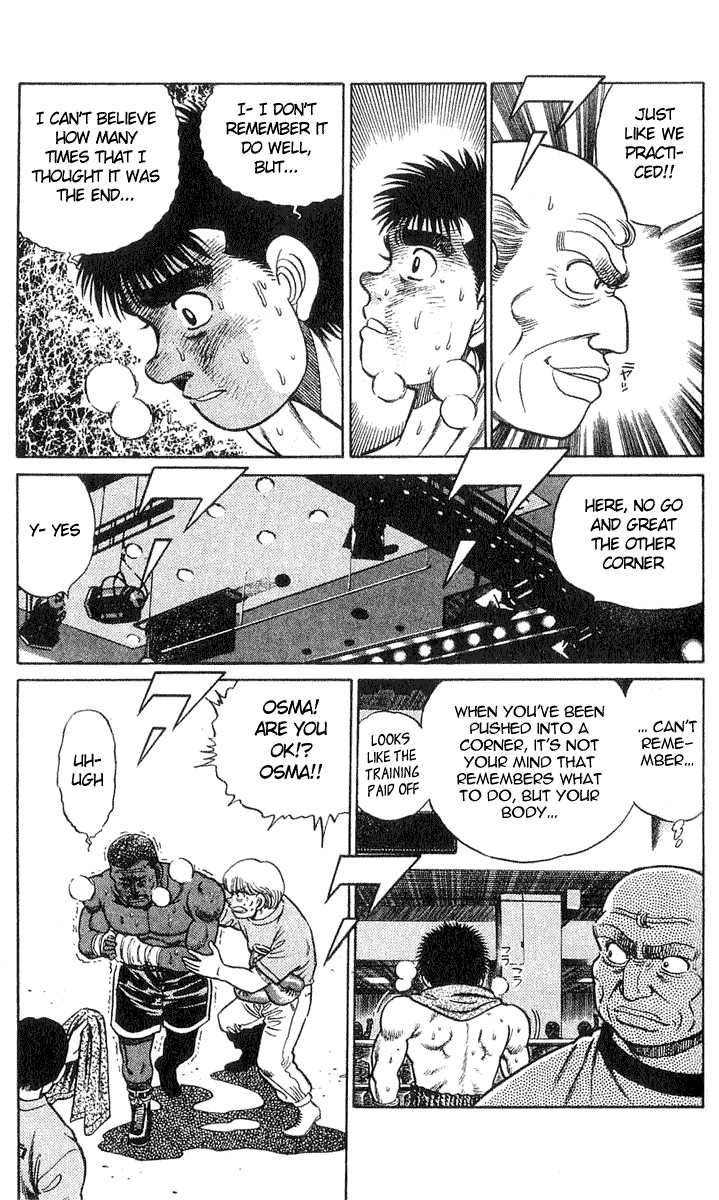 JUST
LIKE WE
PRACTI-
CED!!
I- I DON'T
REMEMBER IT
DO WELL,
BUT...
I CAN'T BELIEVE
HOW MANY
TIMES THAT I
THOUGHT IT WAS
THE END...
HERE, NO GO
AND GREAT
THE OTHER
CORNER
Y- YES
... CAN'T
REME-
MBER...
WHEN YOU'VE BEEN
PUSHED INTO A
CORNER, IT'S NOT
YOUR MIND THAT
REMEMBERS WHAT
TO DO, BUT YOUR
BODY...
LOOKS
LIKE THE
TRAINING
PAID OFF
OSMA!
ARE YOU
OK!?
OSMA!!
UH-
UGH